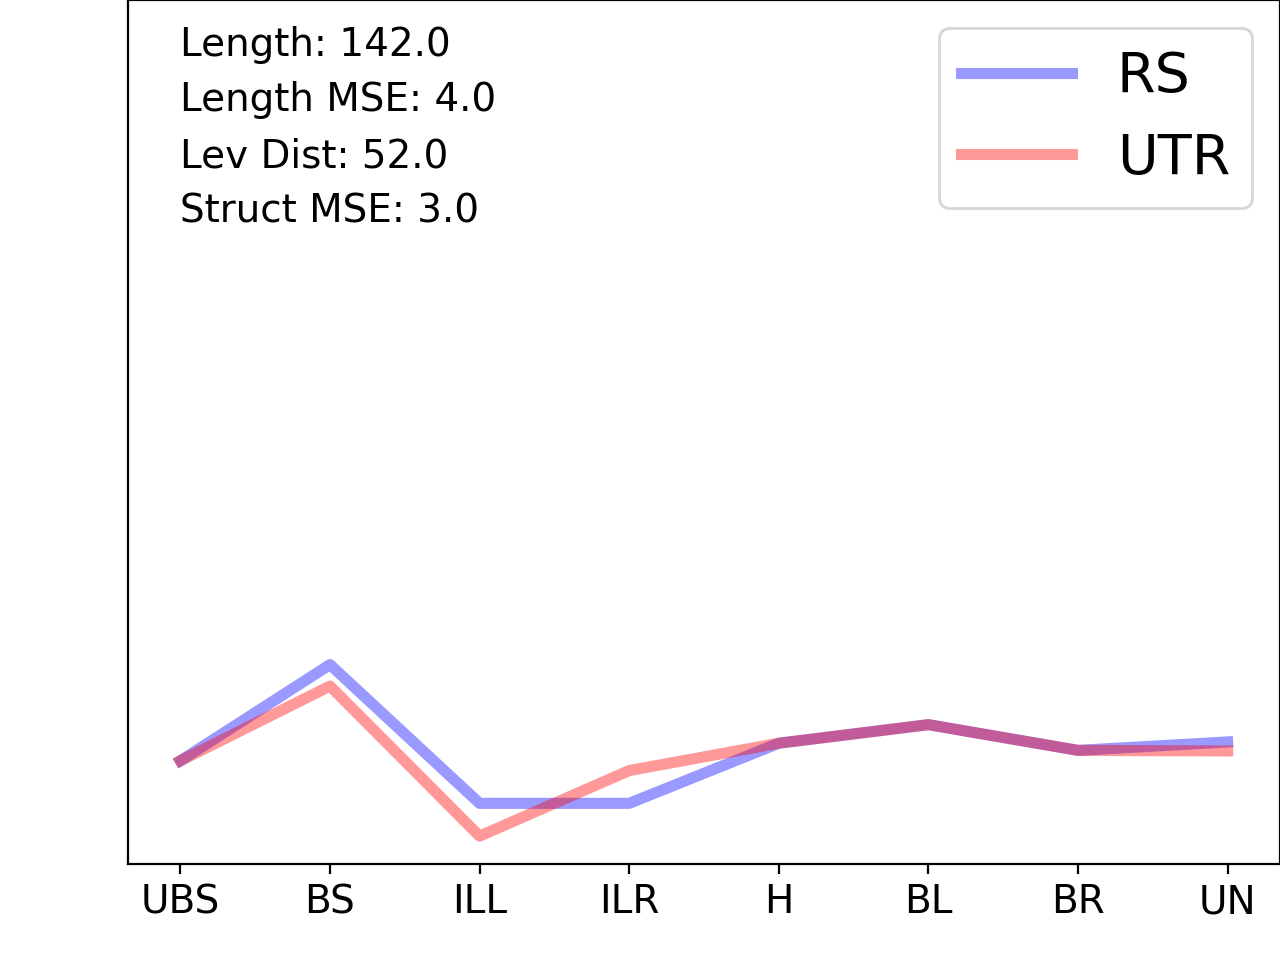 Length: 142.0
Length MSE: 4.0
Lev Dist: 52.0
Struct MSE: 3.0
RS
UTR
UBS BS ILL ILR H BL BR UN